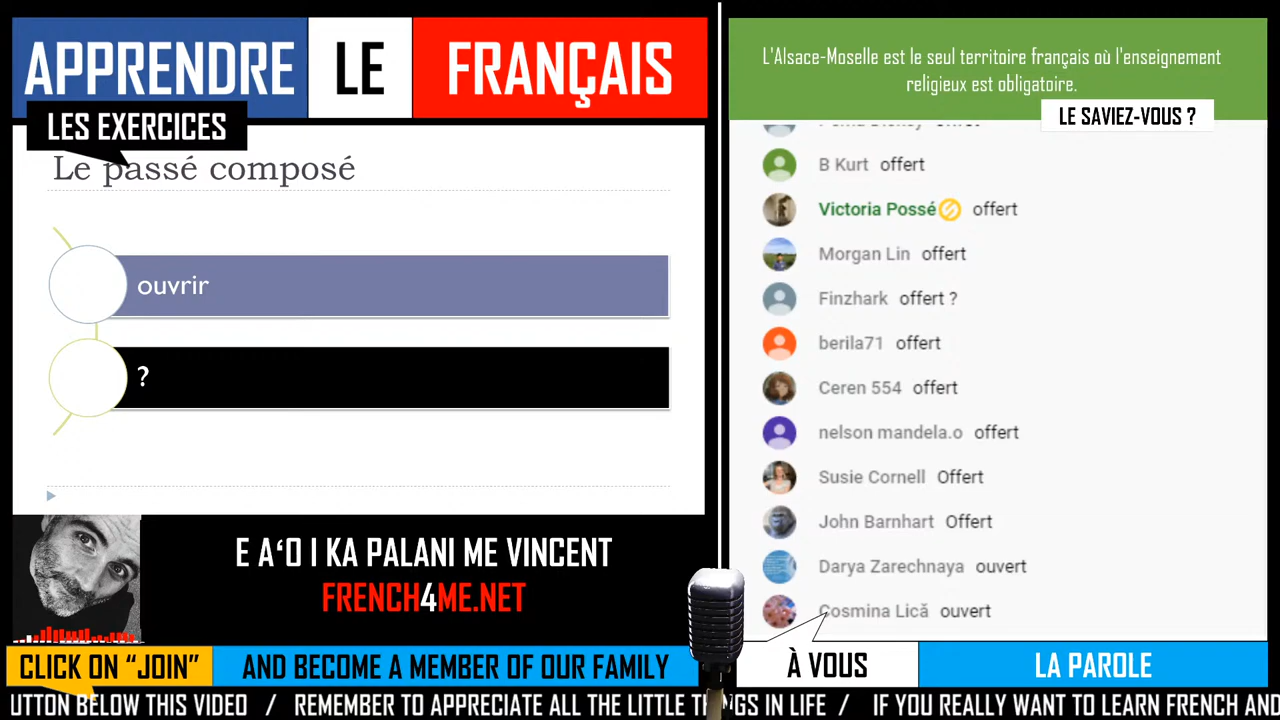 APPRENDRE LE FRANÇAIS
LES EXERCICES
Le passé composé
ouvrir
?
E AʻO I KA PALANI ME VINCENT
FRENCH4ME.NET
CLICK ON “JOIN” AND BECOME A MEMBER OF OUR FAMILY
L'Alsace-Moselle est le seul territoire français où l'enseignement
religieux est obligatoire.
LE SAVIEZ-VOUS ?
B Kurt offert
Victoria Possé offert
Morgan Lin offert
Finzhark offert ?
berila71 offert
Ceren 554 offert
nelson mandela.o offert
Susie Cornell Offert
John Barnhart Offert
Darya Zarechnaya ouvert
Cosmina Lică ouvert
À VOUS LA PAROLE
UTTON BELOW THIS VIDEO / REMEMBER TO APPRECIATE ALL THE LITTLE THINGS IN LIFE / IF YOU REALLY WANT TO LEARN FRENCH AND